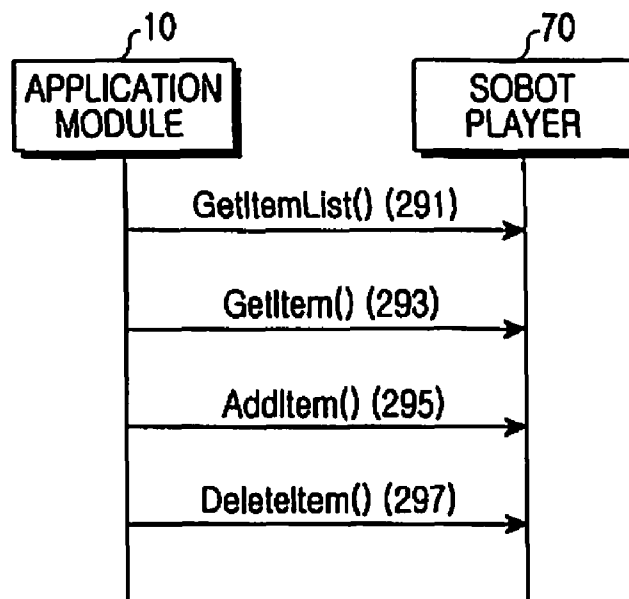 10
70
APPLICATION
MODULE
SOBOT
PLAYER
GetItemList() (291)
GetItem() (293)
AddItem() (295)
DeleteItem() (297)